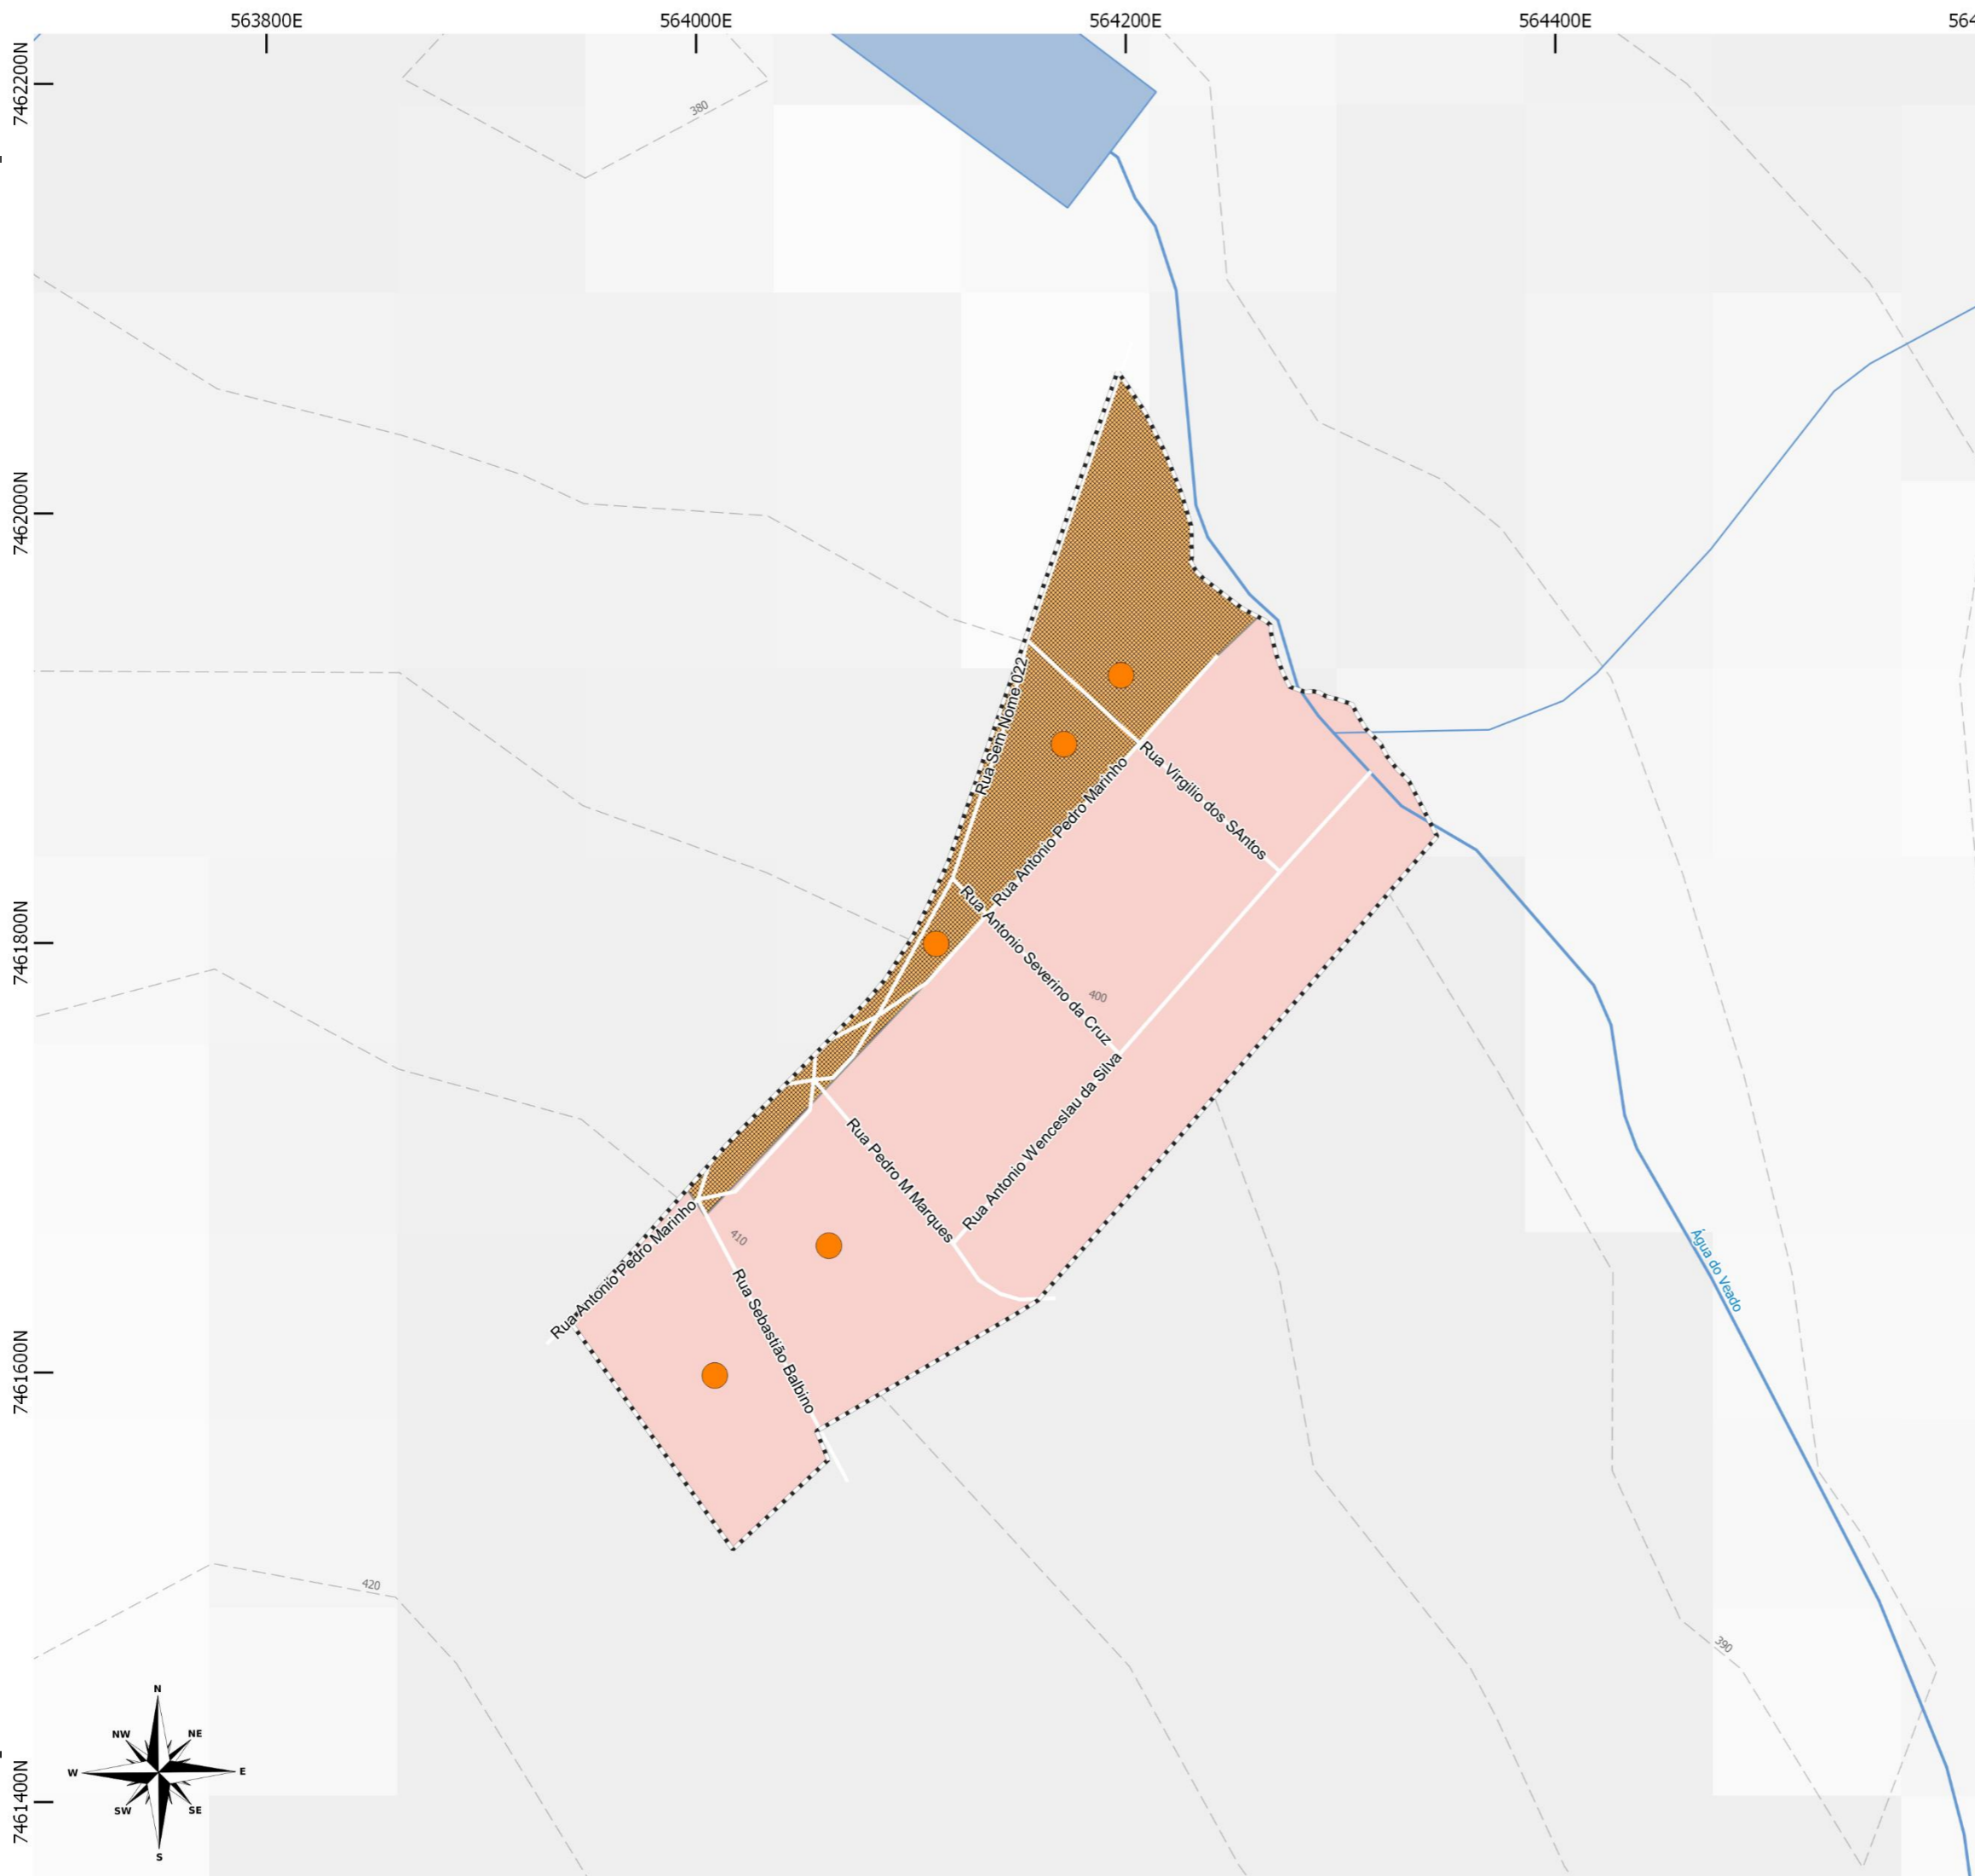 563800E
564000E
564200E
564400E
564
7462200N
380
7462000N
Rua Sem Nome 022
Rua Virgilio dos SAntos
Rua Antonio Pedro Marinho
7461800N
Rua Antonio Severino da Cruz
400
Rua Antonio Wenceslau da Silva
Rua Pedro M Marques
Rua Antonio Pedro Marinho
410
Rua Sebastião Balbino
Água do Veado
7461600N
420
390
7461400N
N
NW
NE
W
E
SW
SE
S